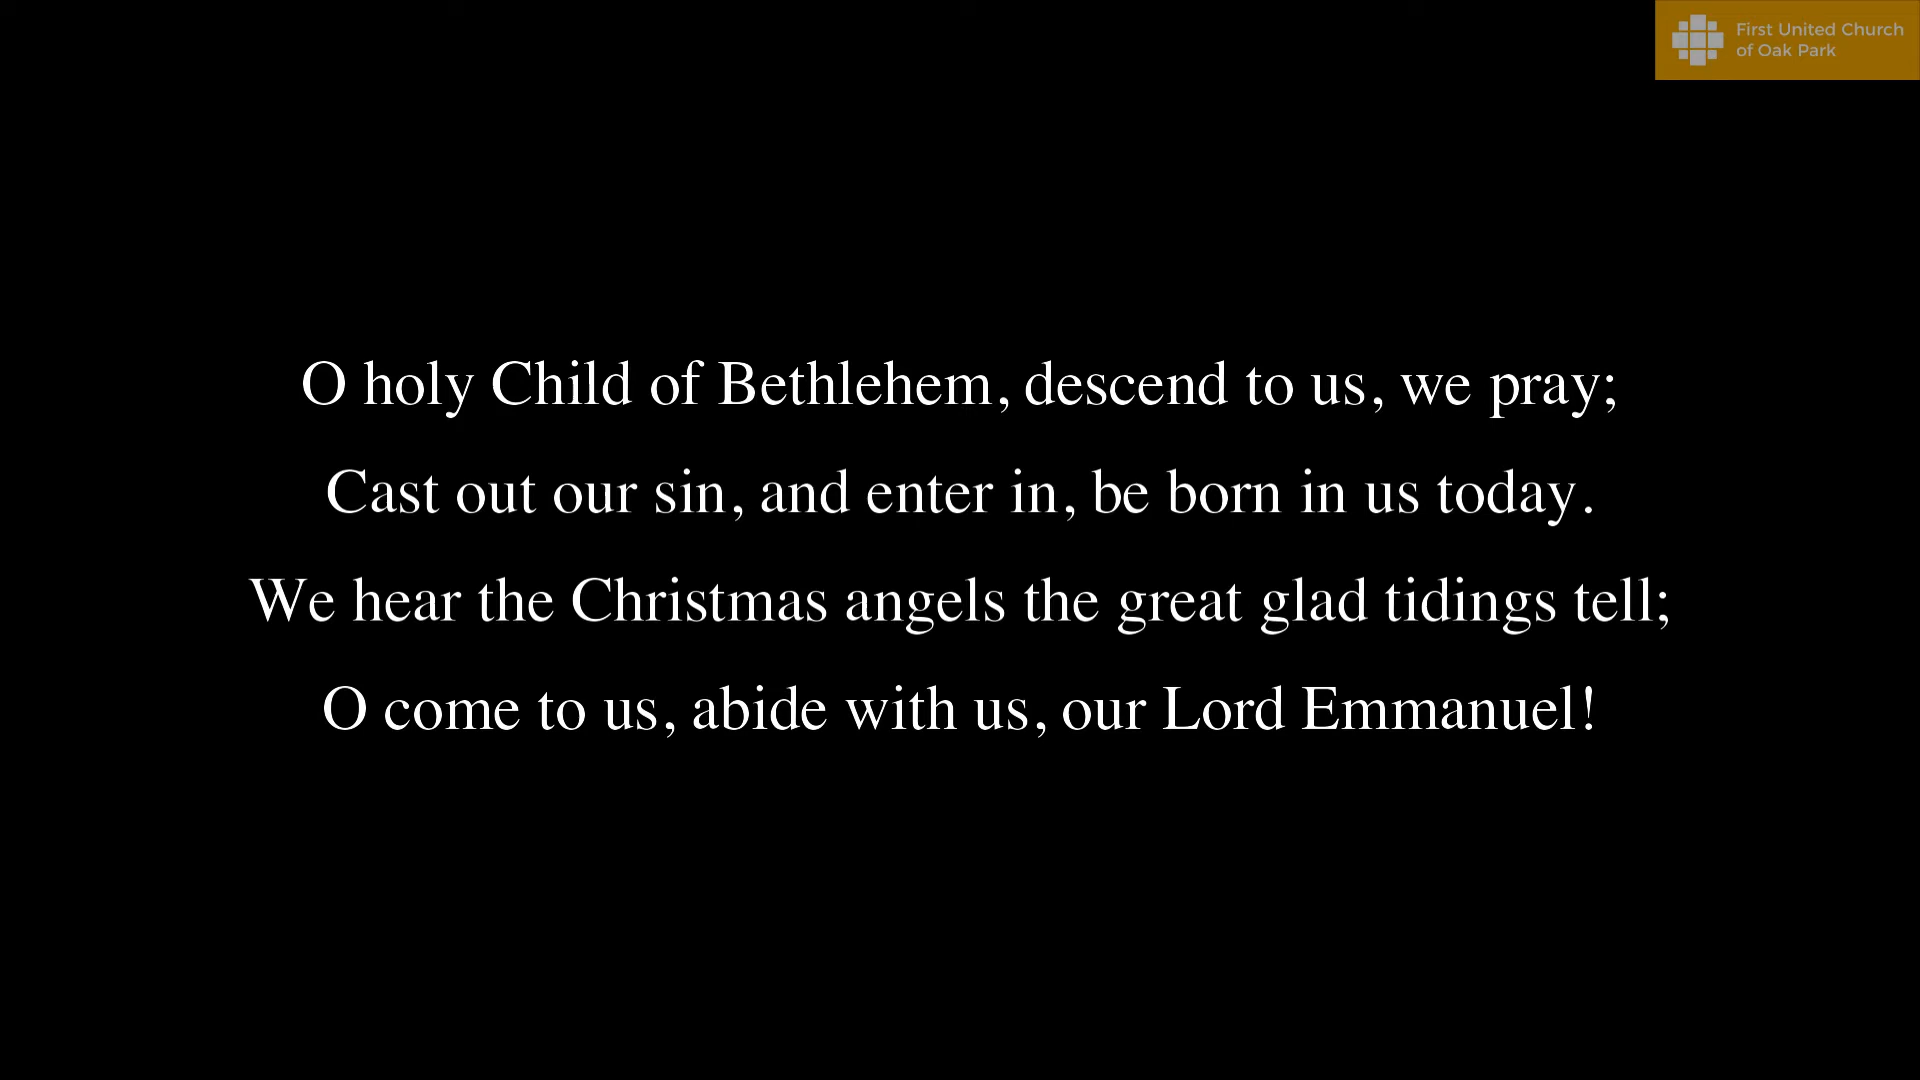 First United Church
of Oak Park
O holy Child of Bethlehem, descend to us, we pray;
Cast out our sin, and enter in, be born in us today.
We hear the Christmas angels the great glad tidings tell;
O come to us, abide with us, our Lord Emmanuel!